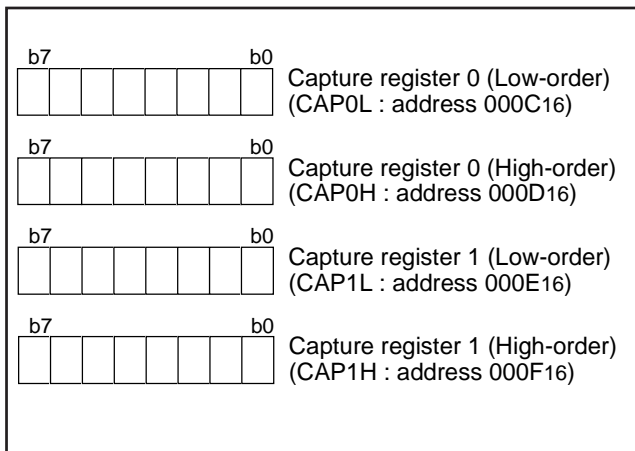 b7 b0
Capture register 0 (Low-order)
(CAP0L : address 000C16)
b7 b0
Capture register 0 (High-order)
(CAP0H : address 000D16)
b7 b0
Capture register 1 (Low-order)
(CAP1L : address 000E16)
b7 b0
Capture register 1 (High-order)
(CAP1H : address 000F16)